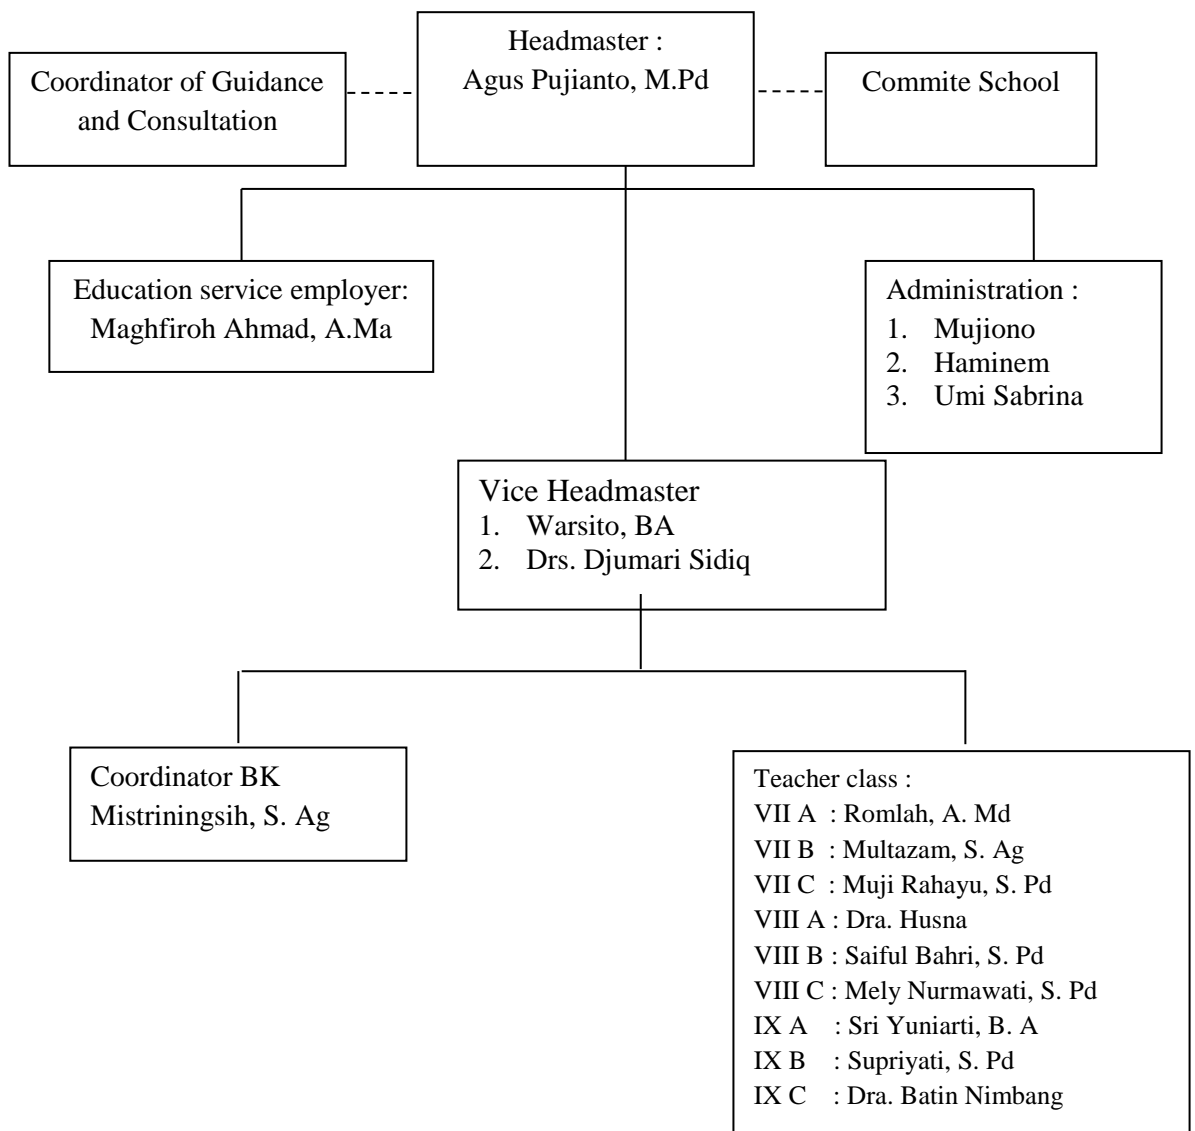 Headmaster :
Agus Pujianto, M.Pd
Coordinator of Guidance
and Consultation
Commite School
Education service employer:
Maghfiroh Ahmad, A.Ma
Administration :
1. Mujiono
2. Haminem
3. Umi Sabrina
Vice Headmaster
1. Warsito, BA
2. Drs. Djumari Sidiq
Coordinator BK
Mistriningsih, S. Ag
Teacher class :
VII A : Romlah, A. Md
VII B : Multazam, S. Ag
VII C : Muji Rahayu, S. Pd
VIII A : Dra. Husna
VIII B : Saiful Bahri, S. Pd
VIII C : Mely Nurmawati, S. Pd
IX A : Sri Yuniarti, B. A
IX B : Supriyati, S. Pd
IX C : Dra. Batin Nimbang